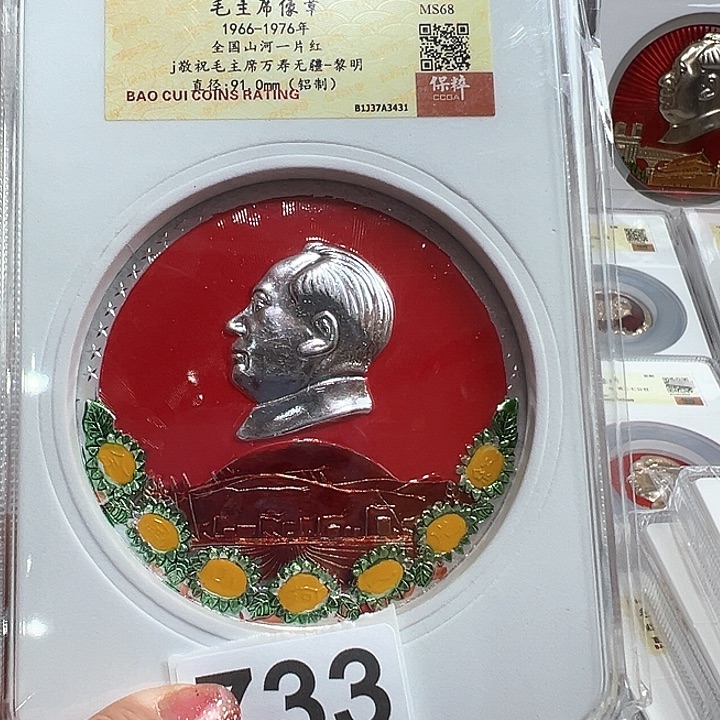 毛主席像章
1966-1976年
全国山河一片红
j敬祝毛主席万寿无疆-黎明
直径:91.0mm (铝制)
BAO CUI COINS RATING
MS68
保粹
CCGA
B1J37A3431
733